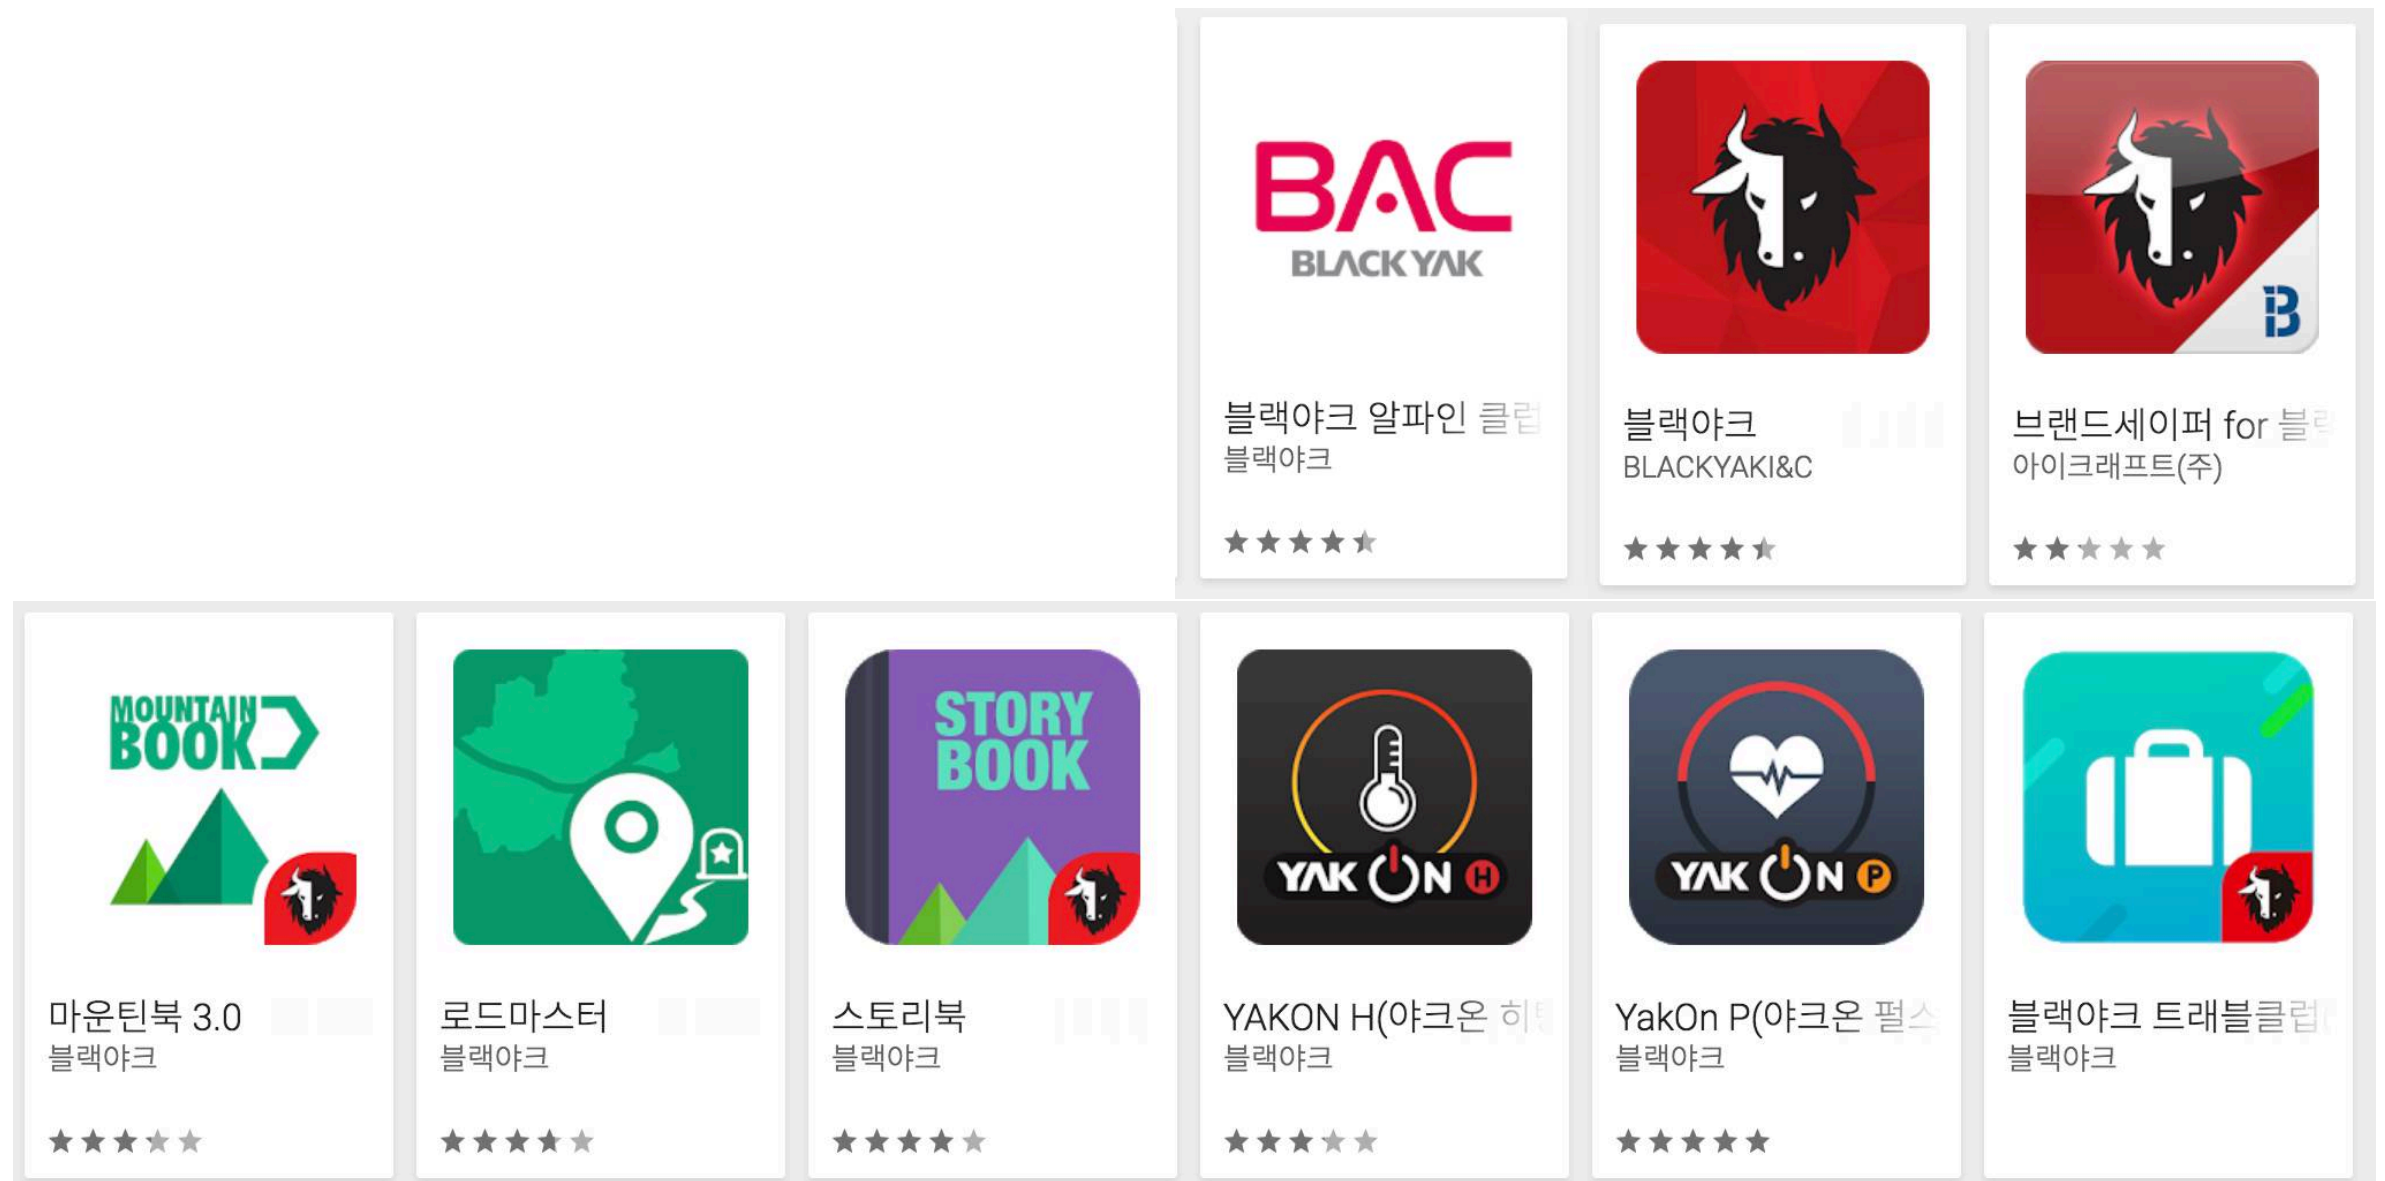 BAC
BLACKYAK
B
블랙야크 알파인 클럽
블랙야크
블랙야크
BLACKYAKI&C
브랜드세이퍼 for 블랙
아이크래프트(주)
MOUNTAIN
BOOK
STORY
BOOK
YAK ON H
YAK ON P
마운틴북 3.0
블랙야크
로드마스터
블랙야크
스토리북
블랙야크
YAKON H(야크온
블랙야크
YakOn P(야크온 펄스
블랙야크
블랙야크 트래블클럽
블랙야크